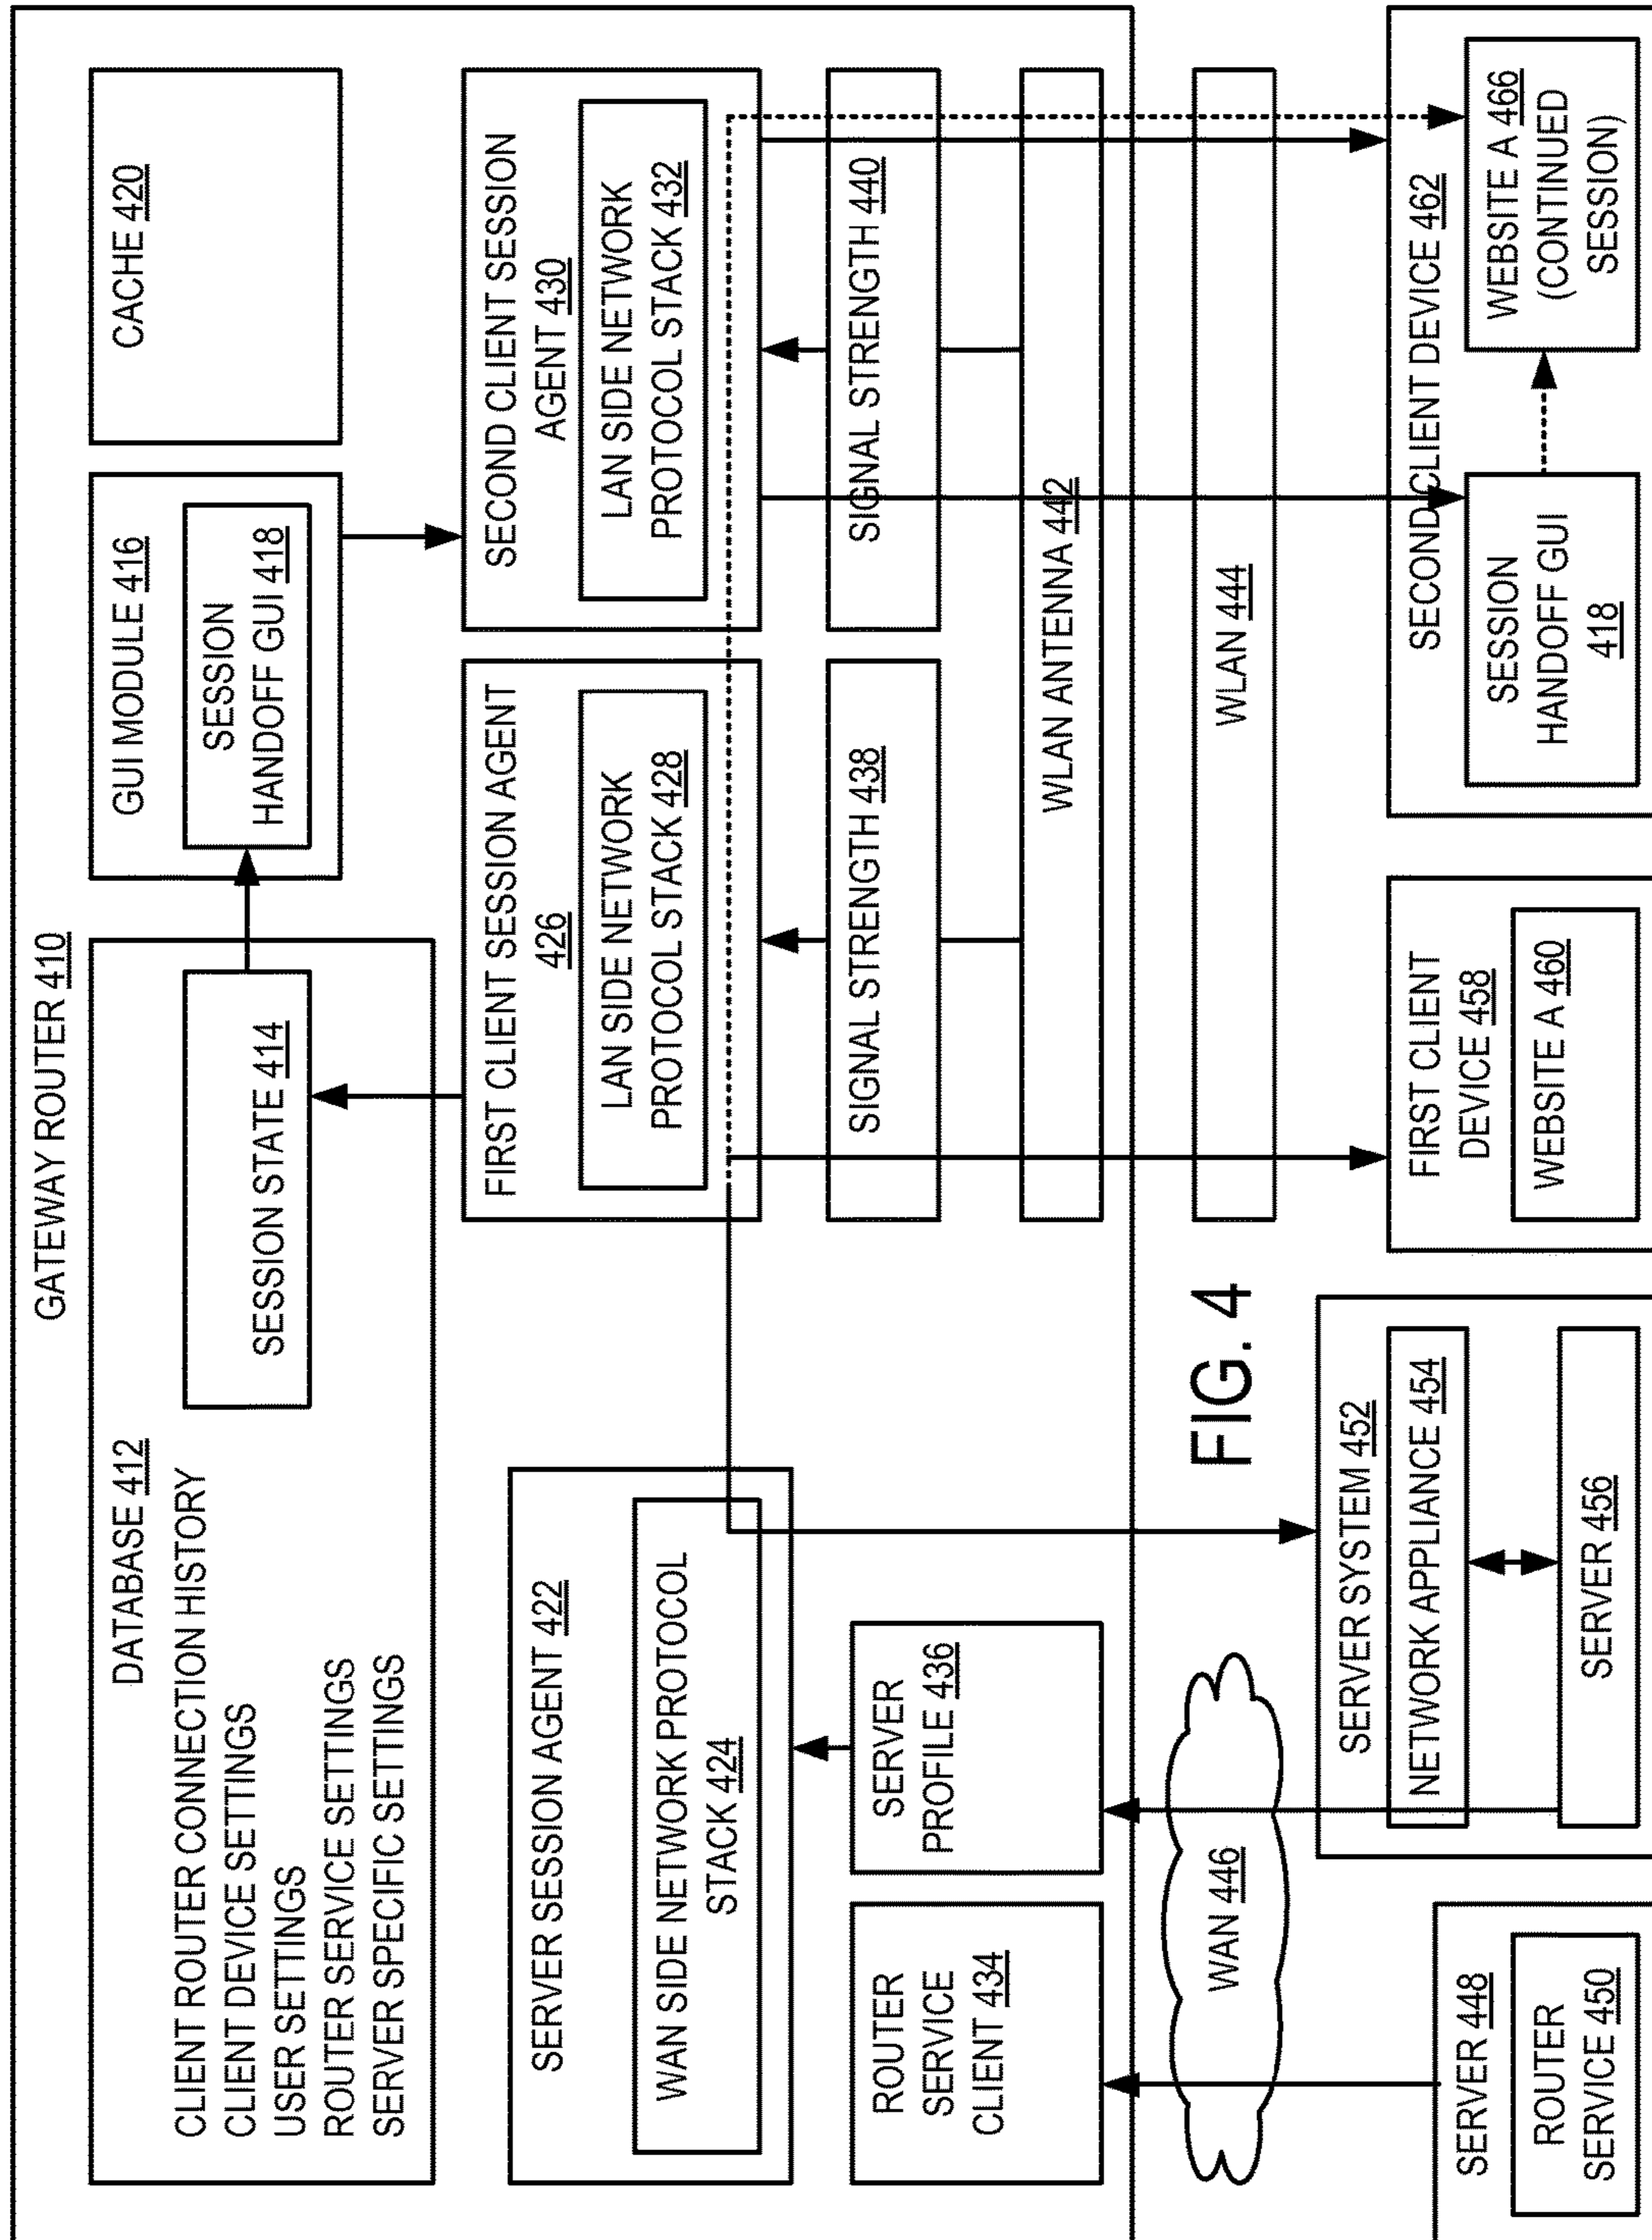 GATEWAY ROUTER 410
DATABASE 412
CLIENT ROUTER CONNECTION HISTORY
CLIENT DEVICE SETTINGS
USER SETTINGS
ROUTER SERVICE SETTINGS
SERVER SPECIFIC SETTINGS
SESSION STATE 414
GUI MODULE 416
SESSION
HANDOFF GUI 418
CACHE 420
SERVER SESSION AGENT 422
WAN SIDE NETWORK PROTOCOL
STACK 424
FIRST CLIENT SESSION AGENT
426
LAN SIDE NETWORK
PROTOCOL STACK 428
SECOND CLIENT SESSION
AGENT 430
LAN SIDE NETWORK
PROTOCOL STACK 432
ROUTER
SERVICE
CLIENT 434
SERVER
PROFILE 436
SIGNAL STRENGTH 438
SIGNAL STRENGTH 440
WLAN ANTENNA 442
WLAN 444
WAN 446
FIG. 4
SERVER 448
ROUTER
SERVICE 450
SERVER SYSTEM 452
NETWORK APPLIANCE 454
SERVER 456
FIRST CLIENT
DEVICE 458
WEBSITE A 460
SECOND CLIENT DEVICE 462
SESSION
HANDOFF GUI
418
WEBSITE A 466
(CONTINUED
SESSION)